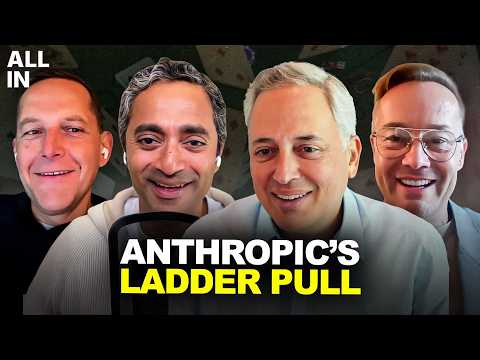 ALL
IN
ANTHROPIC'S
LADDER PULL